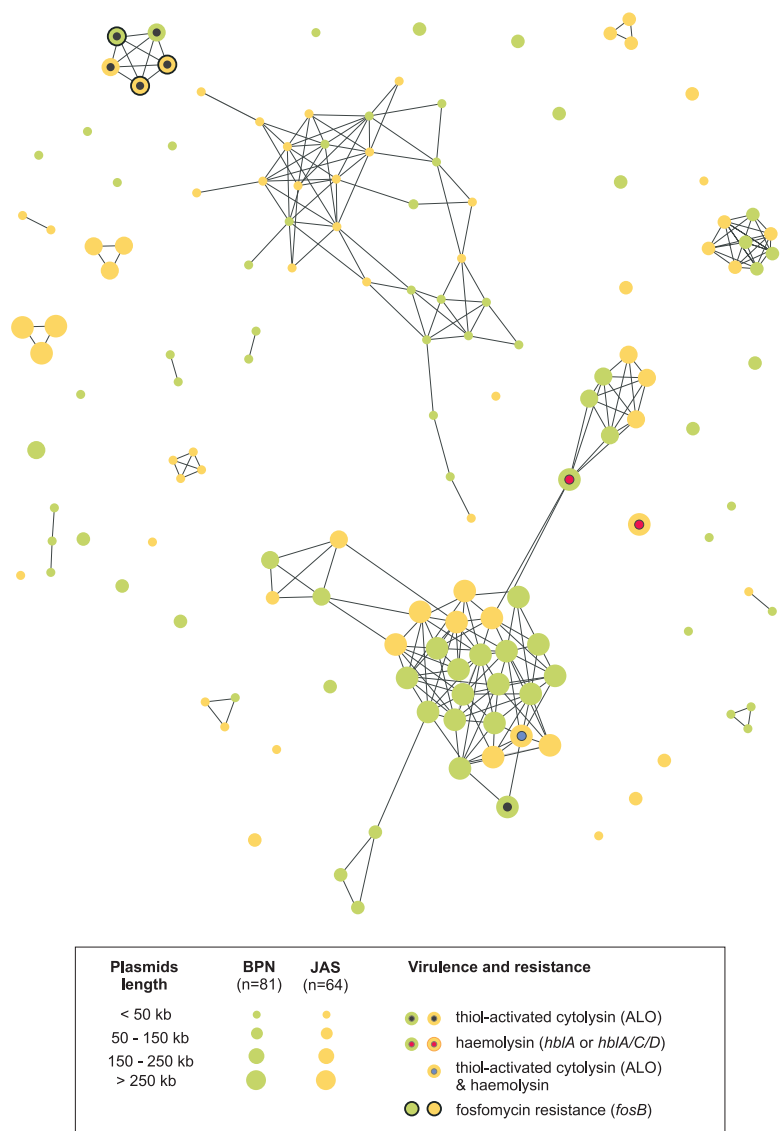 Plasmids length BPN (n=81) JAS (n=64) Virulence and resistance
< 50 kb
50 - 150 kb
150 - 250 kb
> 250 kb
thiol-activated cytolysin (ALO)
haemolysin (hblA or hblA/C/D)
thiol-activated cytolysin (ALO)
& haemolysin
fosfomycin resistance (fosB)